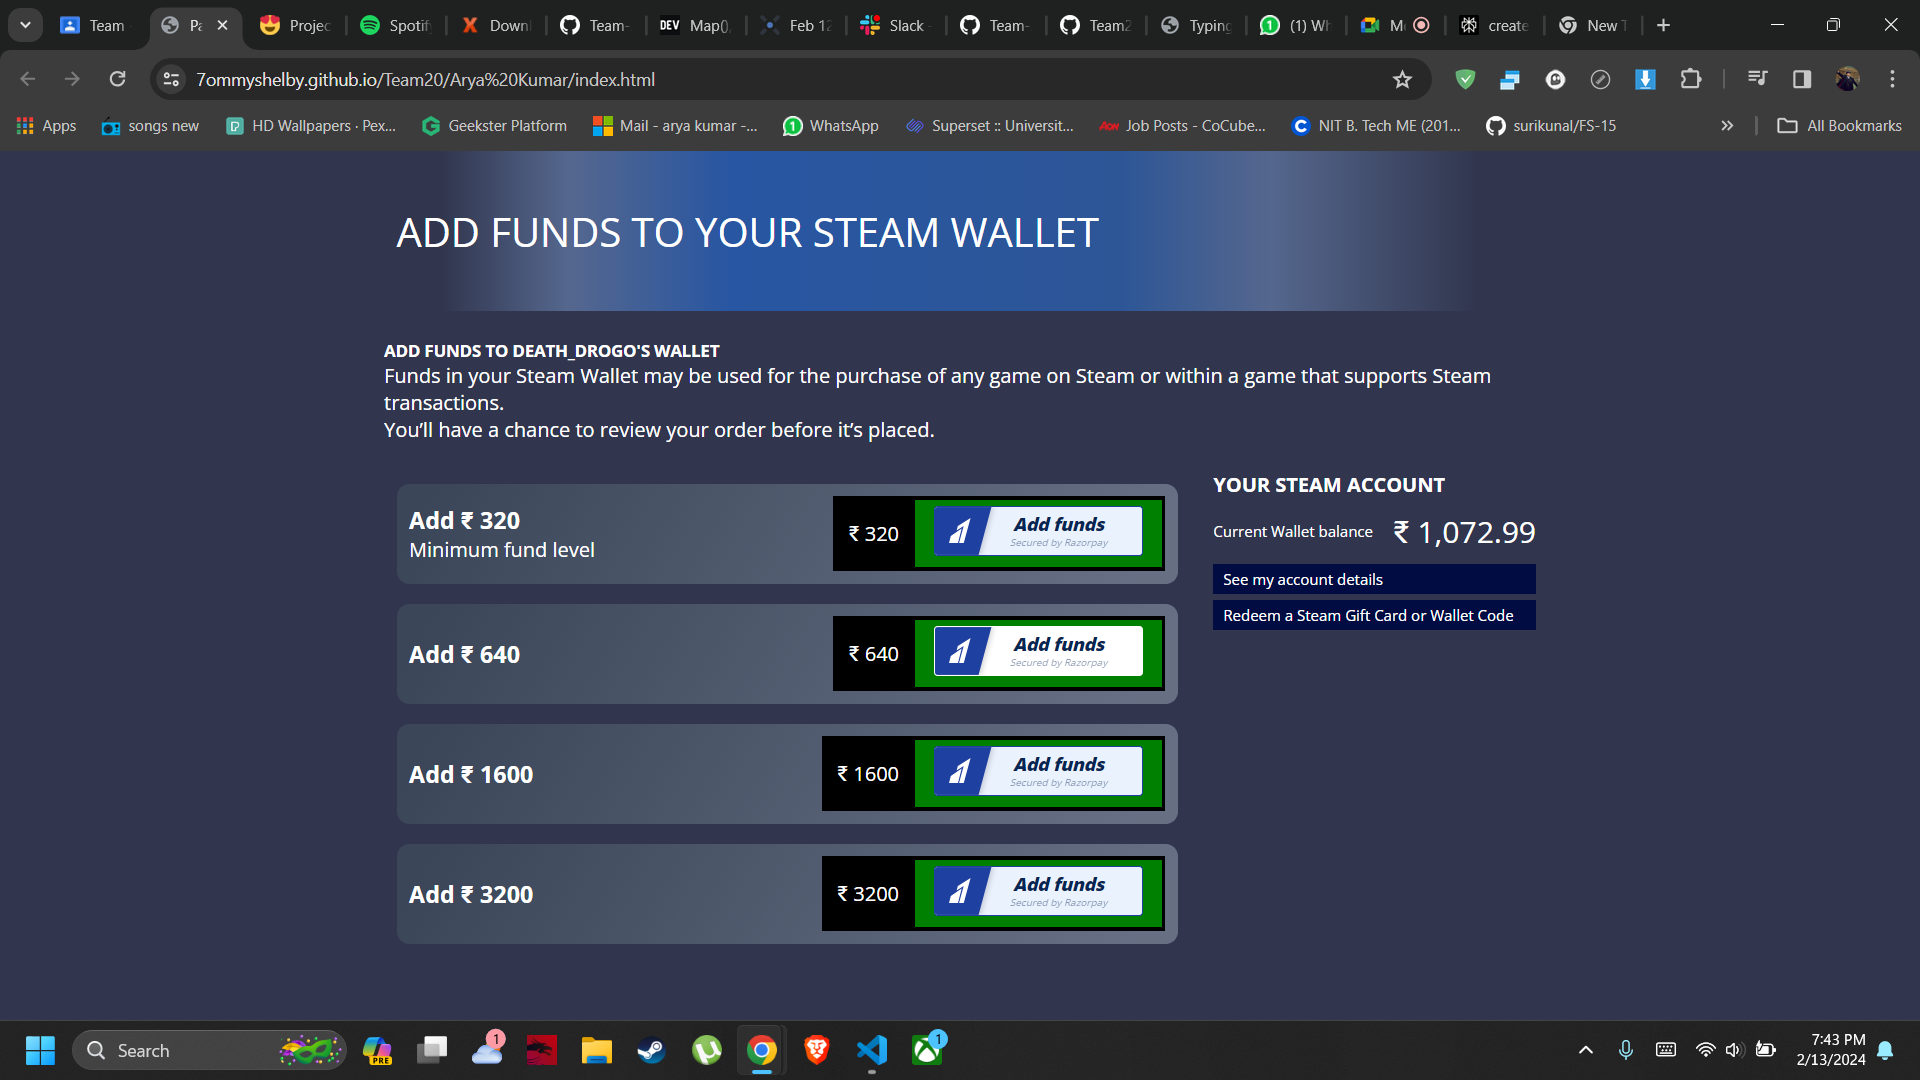 Team
Pa
Projec
Spotif
Down
Team-
DEV
Map()
Feb 12
Slack
Team-
Team2
Typing
(1) Wh
M
create
New T
7ommyshelby.github.io/Team20/Arya%20Kumar/index.html
Apps
songs new
HD Wallpapers · Pex...
Geekster Platform
Mail - arya kumar -...
WhatsApp
Superset :: Universit...
Job Posts - CoCube...
NIT B. Tech ME (201...
surikunal/FS-15
All Bookmarks
ADD FUNDS TO YOUR STEAM WALLET
ADD FUNDS TO DEATH_DROGO'S WALLET
Funds in your Steam Wallet may be used for the purchase of any game on Steam or within a game that supports Steam
transactions.
You’ll have a chance to review your order before it’s placed.
Add ₹ 320
Minimum fund level
₹ 320
Add funds
Secured by Razorpay
Add ₹ 640
₹ 640
Add funds
Secured by Razorpay
Add ₹ 1600
₹ 1600
Add funds
Secured by Razorpay
Add ₹ 3200
₹ 3200
Add funds
Secured by Razorpay
YOUR STEAM ACCOUNT
Current Wallet balance ₹ 1,072.99
See my account details
Redeem a Steam Gift Card or Wallet Code
Search
PRE
1
1
7:43 PM
2/13/2024